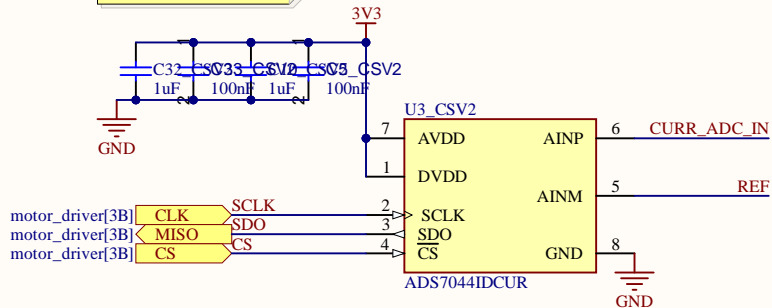 3V3
C32_CSV2
C33_CSV2
C5_CSV2
1uF
100nF
1uF
100nF
GND
U3_CSV2
7 AVDD
AINP 6 CURR_ADC_IN
1 DVDD
AINM 5 REF
motor_driver[3B] CLK SCLK 2 SCLK
motor_driver[3B] MISO SDO 3 SDO
motor_driver[3B] CS CS 4 CS
GND 8
ADS7044IDCUR
GND